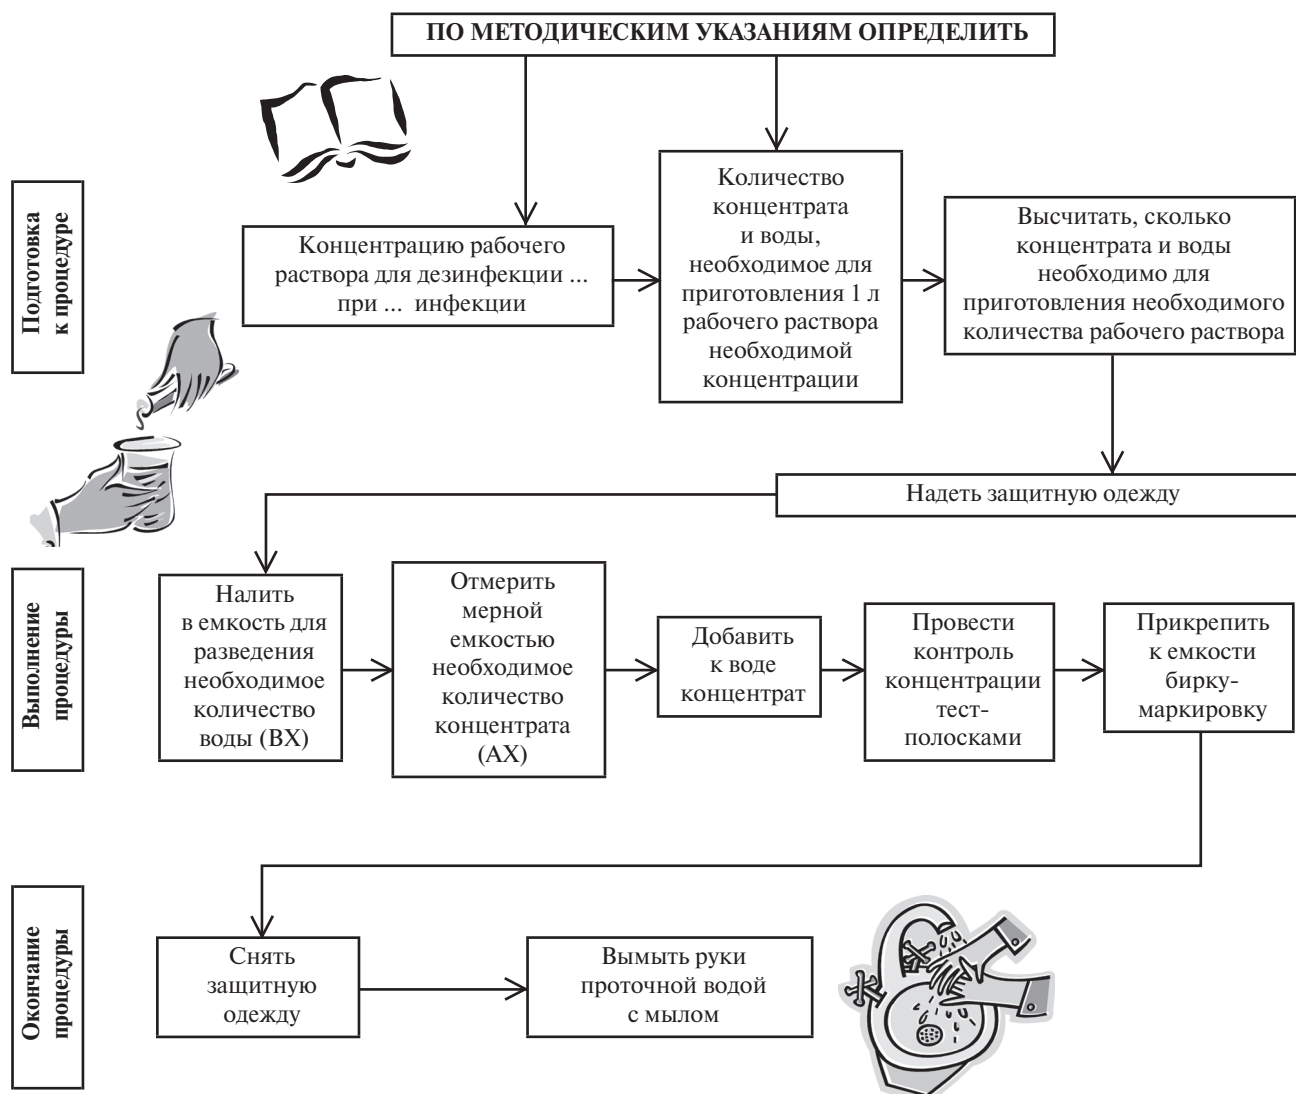 ПО МЕТОДИЧЕСКИМ УКАЗАНИЯМ ОПРЕДЕЛИТЬ
Подготовка
к процедуре
Концентрацию рабочего
раствора для дезинфекции ...
при ... инфекции
Количество
концентрата
и воды,
необходимое для
приготовления 1 л
рабочего раствора
необходимой
концентрации
Высчитать, сколько
концентрата и воды
необходимо для
приготовления необходимого
количества рабочего раствора
Надеть защитную одежду
Выполнение
процедуры
Налить
в емкость для
разведения
необходимое
количество
воды (ВХ)
Отмерить
мерной
емкостью
необходимое
количество
концентрата
(АХ)
Добавить
к воде
концентрат
Провести
контроль
концентрации
тест-
полосками
Прикрепить
к емкости
бирку-
маркировку
Окончание
процедуры
Снять
защитную
одежду
Вымыть руки
проточной водой
с мылом